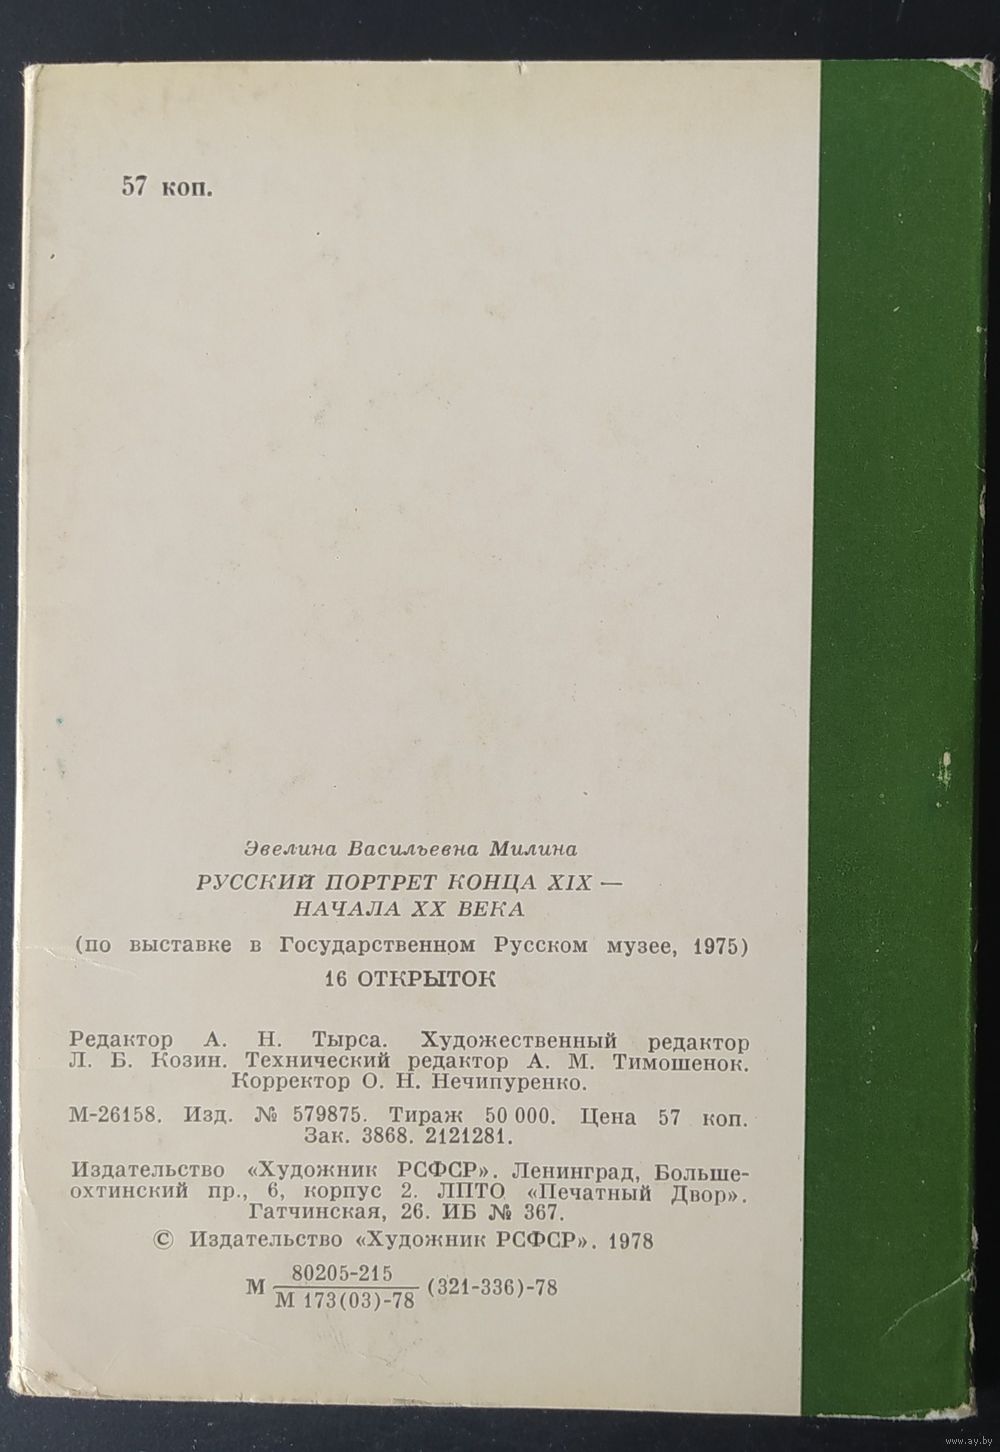 57 коп.
Эвелина Васильевна Милина
РУССКИЙ ПОРТРЕТ КОНЦА XIX —
НАЧАЛА XX ВЕКА
(по выставке в Государственном Русском музее, 1975)
16 ОТКРЫТОК
Редактор А. Н. Тырса. Художественный редактор
Л. Б. Козин. Технический редактор А. М. Тимошенок.
Корректор О. Н. Нечипуренко.
М-26158. Изд. № 579875. Тираж 50 000. Цена 57 коп.
Зак. 3868. 2121281.
Издательство «Художник РСФСР». Ленинград, Больше-
охтинский пр., 6, корпус 2. ЛПТО «Печатный Двор».
Гатчинская, 26. ИБ № 367.
© Издательство «Художник РСФСР». 1978
М 80205-215 (321-336)-78
М 173(03)-78
www.ay.by